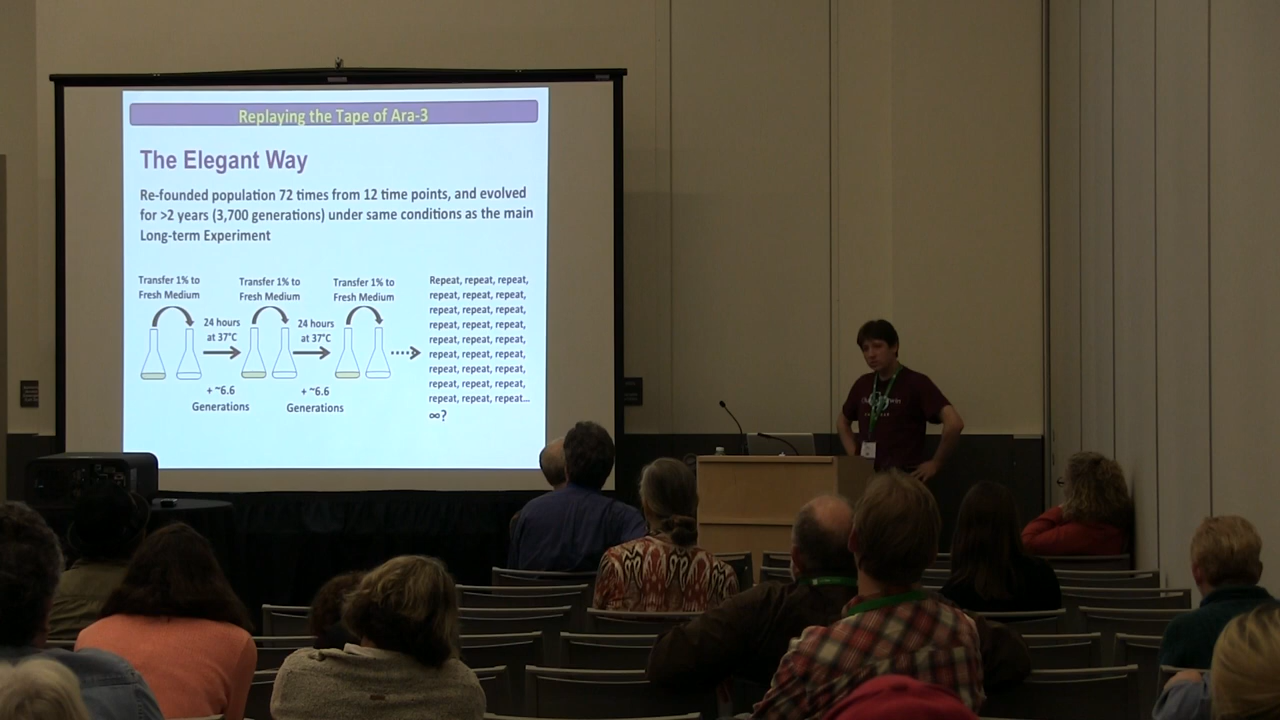 Replaying the Tape of Ara-3
The Elegant Way
Re-founded population 72 times from 12 time points, and evolved
for >2 years (3,700 generations) under same conditions as the main
Long-term Experiment
Transfer 1% to
Fresh Medium
Transfer 1% to
Fresh Medium
Transfer 1% to
Fresh Medium
24 hours
at 37°C
24 hours
at 37°C
+ ~6.6
Generations
+ ~6.6
Generations
Repeat, repeat, repeat,
repeat, repeat, repeat,
repeat, repeat, repeat,
repeat, repeat, repeat,
repeat, repeat, repeat,
repeat, repeat, repeat,
repeat, repeat, repeat,
repeat, repeat, repeat,
repeat, repeat, repeat...
∞?